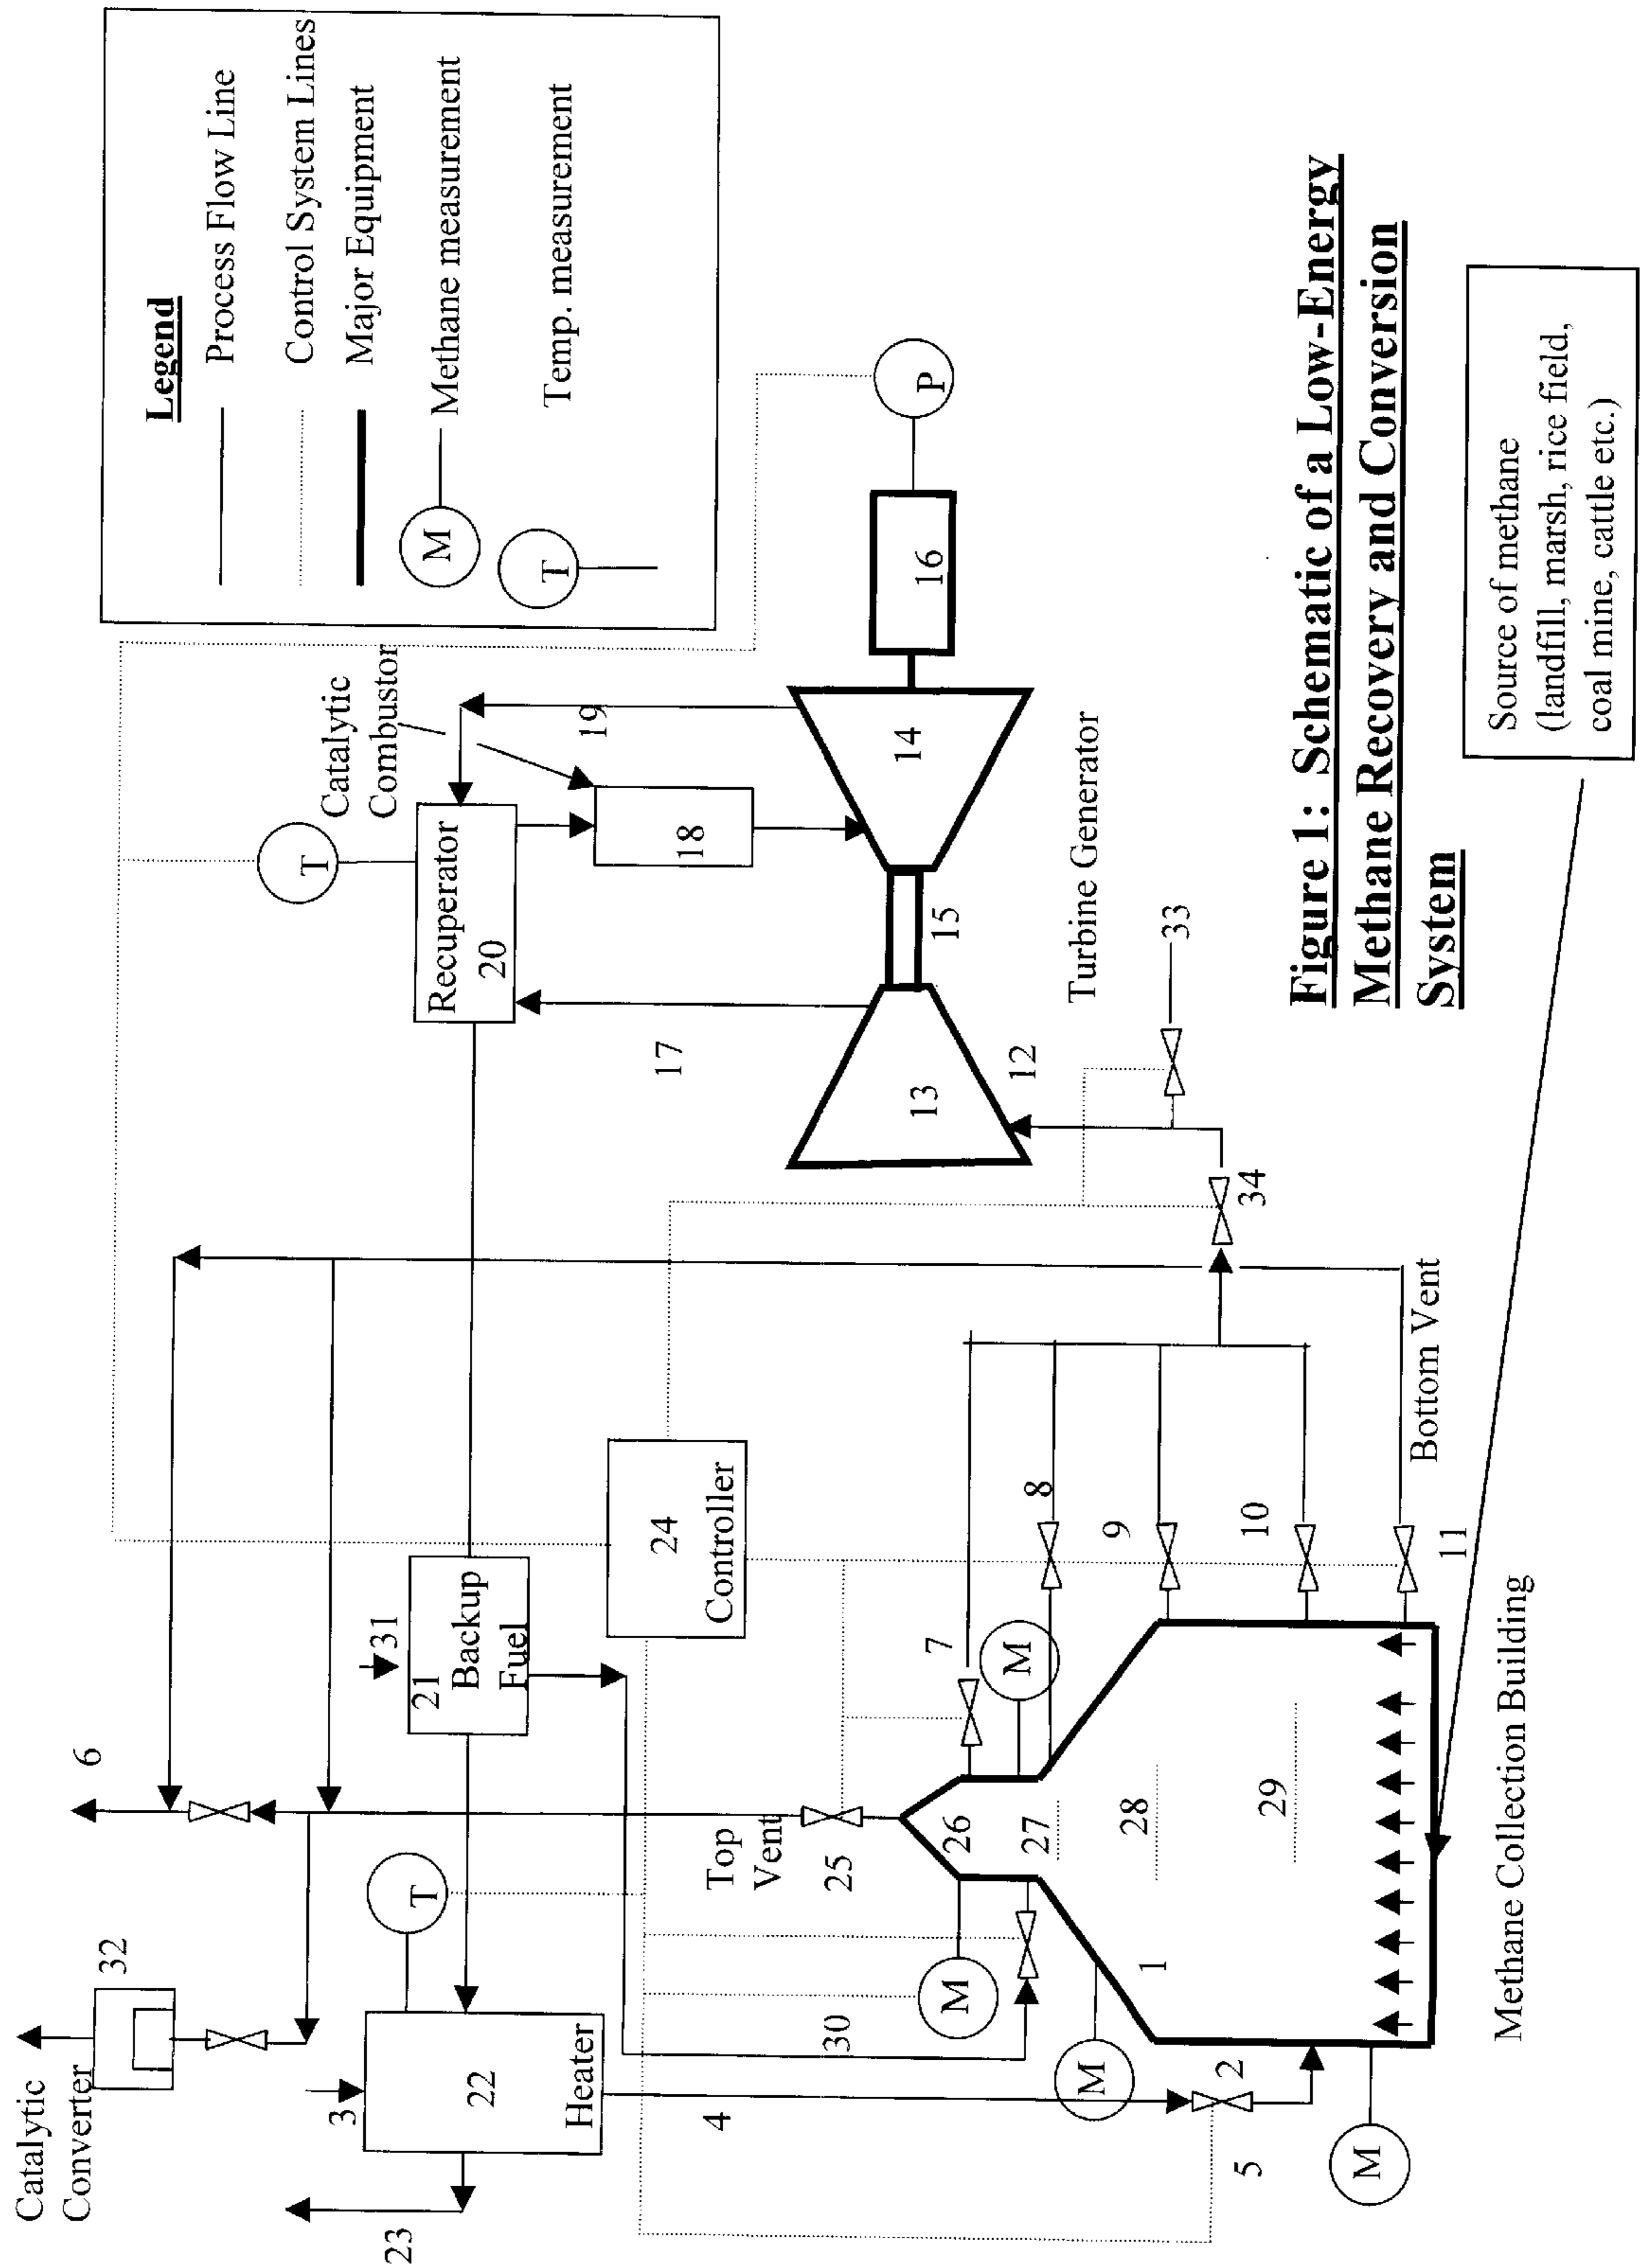 Catalytic
Converter
32
6
23
3
22
Heater
4
T
31
21
Backup
Fuel
Recuperator
20
T
Catalytic
Combustor
19
18
17
Top
Vent
25
30
24
Controller
13
14
15
16
P
12
Turbine Generator
33
34
5
2
M
M
M
M
1
26
27
28
29
7
8
9
10
11
Bottom Vent
Methane Collection Building
Legend
Process Flow Line
Control System Lines
Major Equipment
M
Methane measurement
T
Temp. measurement
Figure 1: Schematic of a Low-Energy
Methane Recovery and Conversion
System
Source of methane
(landfill, marsh, rice field,
coal mine, cattle etc.)